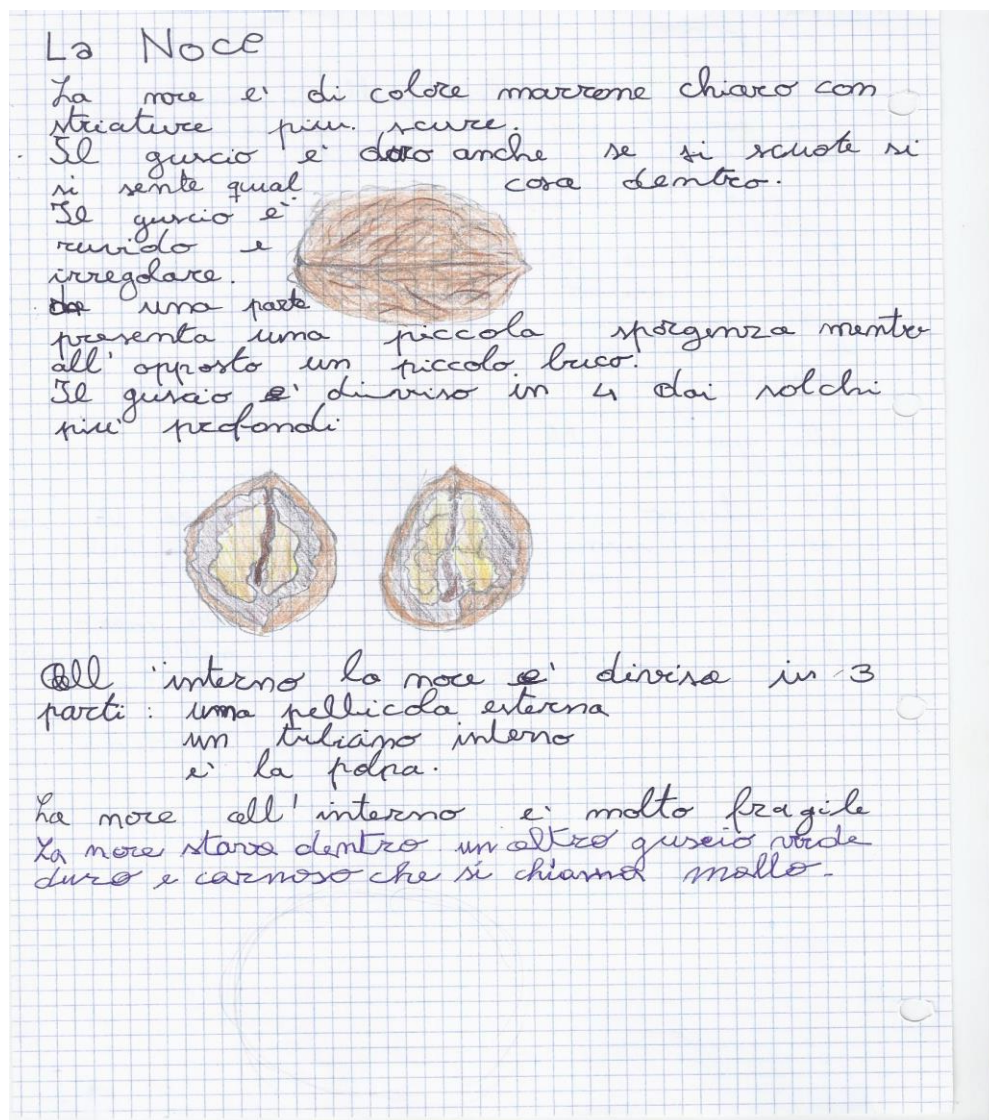 La Noce
La noce e' di colore marrone chiaro con
striature piu. scure.
Il guscio e' duro anche se si scuote si
si sente qual cosa dentro.
Il guscio è
ruvido e
irregolare.
da una parte
presenta una piccola sporgenza mentre
all'opposto un piccolo buco.
Il guscio e' diviso in 4 dai solchi
piu' profondi
All'interno la noce e' divisa in 3
parti: una pellicola esterna
un interno
e' la polpa.
La noce all'interno e' molto fragile
La noce stava dentro un altro guscio verde
duro e carnoso che si chiama mallo.